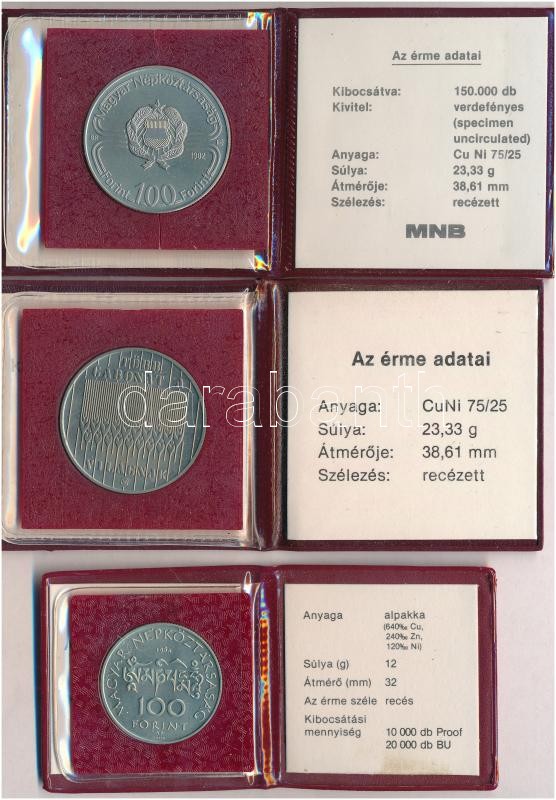 Magyar Népköztársaság
1982
Forint 100 Forint
Az érme adatai
Kibocsátva: 150.000 db
Kivitel: verdefényes
(specimen
uncirculated)
Anyaga: Cu Ni 75/25
Súlya: 23,33 g
Átmérője: 38,61 mm
Szélezés: recézett
MNB
GABONÁT
darabanth
Az érme adatai
Anyaga: CuNi 75/25
Súlya: 23,33 g
Átmérője: 38,61 mm
Szélezés: recézett
MAGYAR NÉPKÖZTÁRSASÁG
1984
100
FORINT
Anyaga alpakka
(640‰ Cu,
240‰ Zn,
120‰ Ni)
Súlya (g) 12
Átmérő (mm) 32
Az érme széle recés
Kibocsátási
mennyiség 10 000 db Proof
20 000 db BU